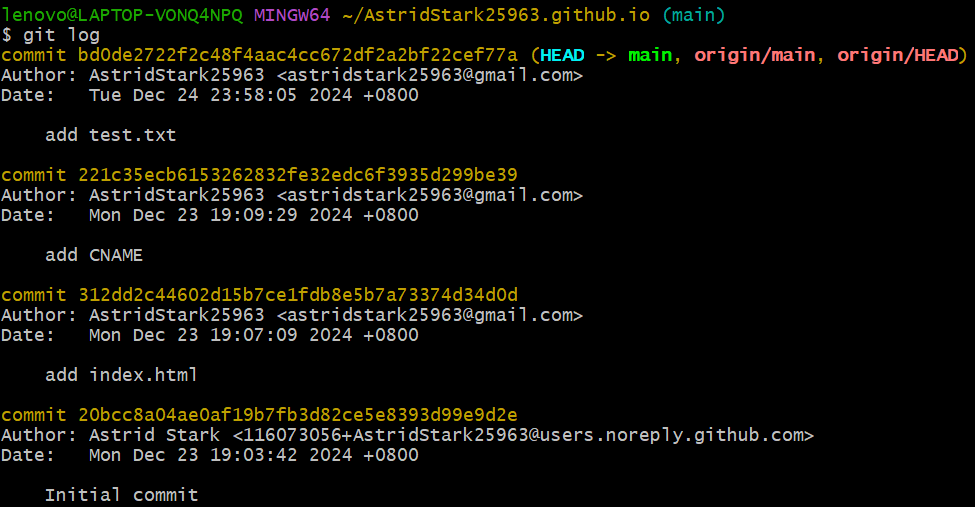 lenovo@LAPTOP-VONQ4NPQ MINGW64 ~/AstridStark25963.github.io (main)
$ git log
commit bd0de2722f2c48f4aac4cc672df2a2bf22cef77a (HEAD -> main, origin/main, origin/HEAD)
Author: AstridStark25963 <astridstark25963@gmail.com>
Date:   Tue Dec 24 23:58:05 2024 +0800
    add test.txt
commit 221c35ecb6153262832fe32edc6f3935d299be39
Author: AstridStark25963 <astridstark25963@gmail.com>
Date:   Mon Dec 23 19:09:29 2024 +0800
    add CNAME
commit 312dd2c44602d15b7ce1fdb8e5b7a73374d34d0d
Author: AstridStark25963 <astridstark25963@gmail.com>
Date:   Mon Dec 23 19:07:09 2024 +0800
    add index.html
commit 20bcc8a04ae0af19b7fb3d82ce5e8393d99e9d2e
Author: Astrid Stark <116073056+AstridStark25963@users.noreply.github.com>
Date:   Mon Dec 23 19:03:42 2024 +0800
    Initial commit